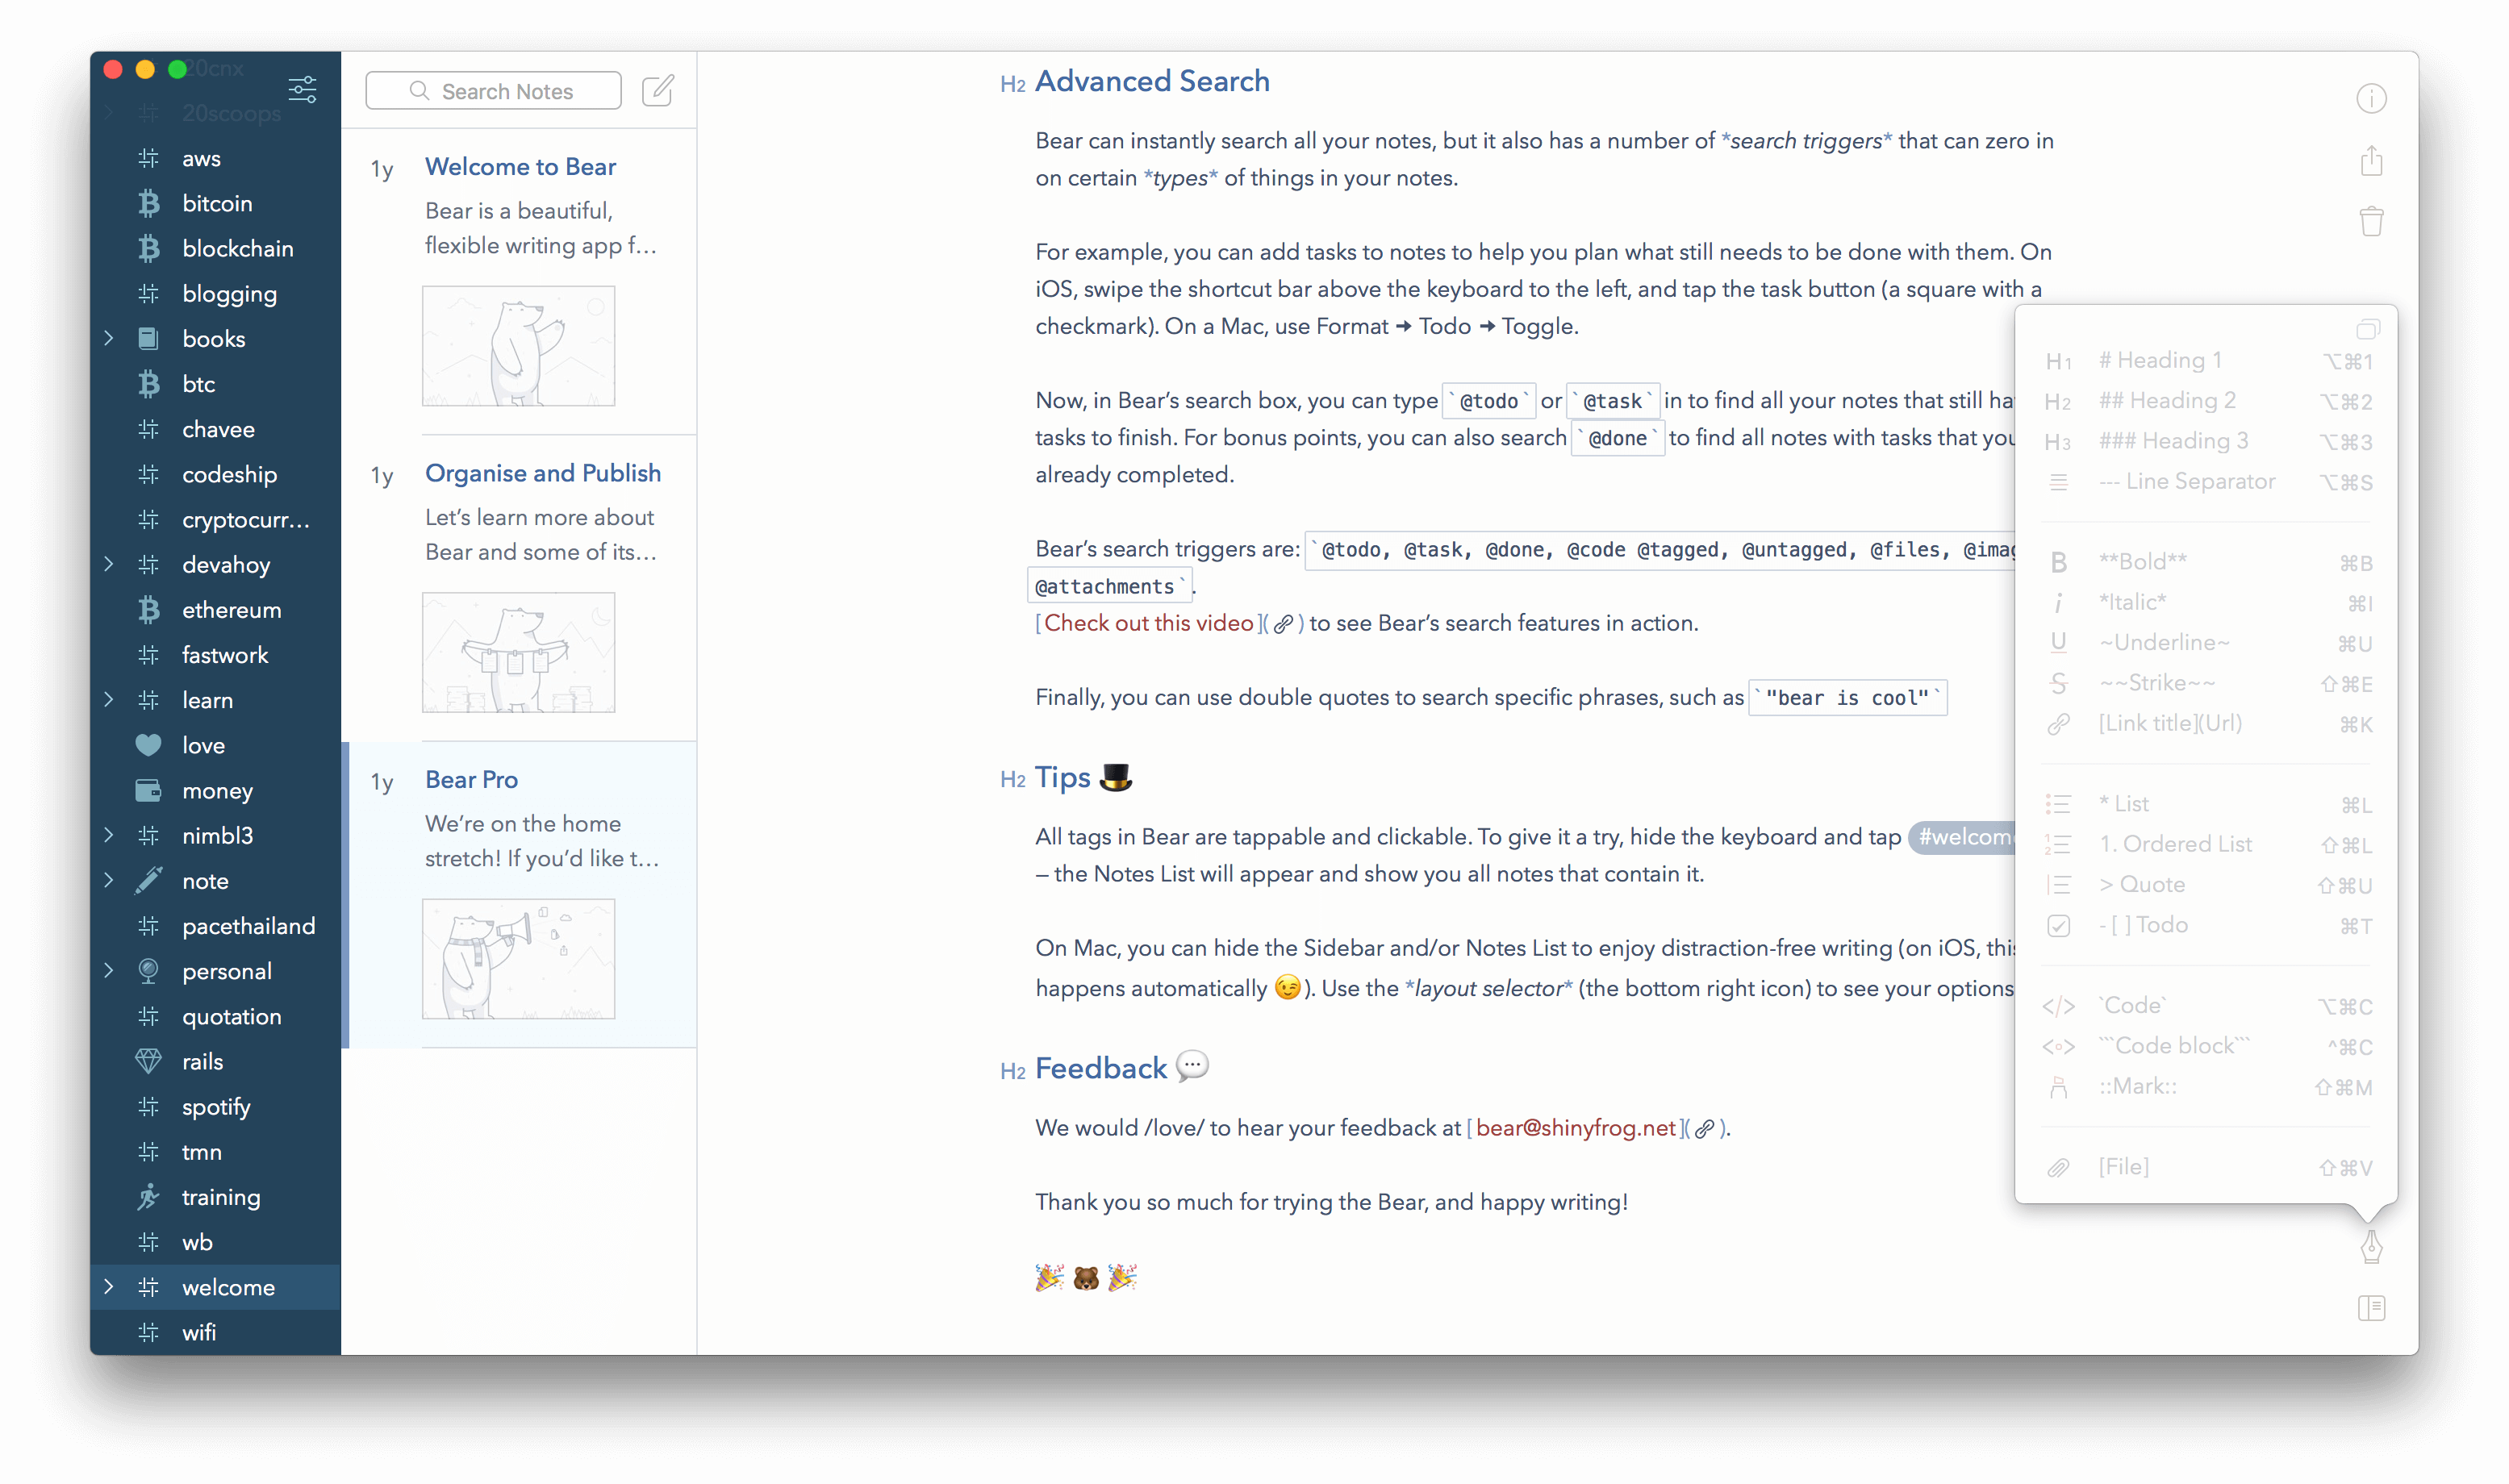 20cnx
20scoops
aws
bitcoin
blockchain
blogging
books
btc
chavee
codeship
cryptocurr...
devahoy
ethereum
fastwork
learn
love
money
nimbl3
note
pacethailand
personal
quotation
rails
spotify
tmn
training
wb
welcome
wifi
Search Notes
1y Welcome to Bear
Bear is a beautiful,
flexible writing app f...
1y Organise and Publish
Let’s learn more about
Bear and some of its...
1y Bear Pro
We’re on the home
stretch! If you’d like t...
H2 Advanced Search
Bear can instantly search all your notes, but it also has a number of *search triggers* that can zero in
on certain *types* of things in your notes.
For example, you can add tasks to notes to help you plan what still needs to be done with them. On
iOS, swipe the shortcut bar above the keyboard to the left, and tap the task button (a square with a
checkmark). On a Mac, use Format → Todo → Toggle.
Now, in Bear’s search box, you can type `@todo` or `@task` in to find all your notes that still ha
tasks to finish. For bonus points, you can also search `@done` to find all notes with tasks that you
already completed.
Bear’s search triggers are: `@todo, @task, @done, @code @tagged, @untagged, @files, @imag
@attachments`.
[Check out this video]() to see Bear’s search features in action.
Finally, you can use double quotes to search specific phrases, such as `"bear is cool"`
H2 Tips 🎩
All tags in Bear are tappable and clickable. To give it a try, hide the keyboard and tap #welcom
– the Notes List will appear and show you all notes that contain it.
On Mac, you can hide the Sidebar and/or Notes List to enjoy distraction-free writing (on iOS, this
happens automatically 😉). Use the *layout selector* (the bottom right icon) to see your options
H2 Feedback 💬
We would /love/ to hear your feedback at [bear@shinyfrog.net]().
Thank you so much for trying the Bear, and happy writing!
🎉 🐻 🎉
H1 # Heading 1 ⌥⌘1
H2 ## Heading 2 ⌥⌘2
H3 ### Heading 3 ⌥⌘3
--- Line Separator ⌥⌘S
B **Bold** ⌘B
i *Italic* ⌘I
U ~Underline~ ⌘U
S ~~Strike~~ ⇧⌘E
[Link title](Url) ⌘K
* List ⌘L
1. Ordered List ⇧⌘L
> Quote ⇧⌘U
- [ ] Todo ⌘T
</> `Code` ⌥⌘C
<∘> ```Code block``` ^⌘C
::Mark:: ⇧⌘M
[File] ⇧⌘V